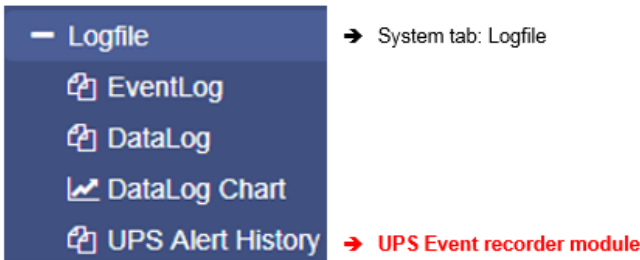 Logfile ➔ System tab: Logfile
EventLog
DataLog
DataLog Chart
UPS Alert History ➔ UPS Event recorder module